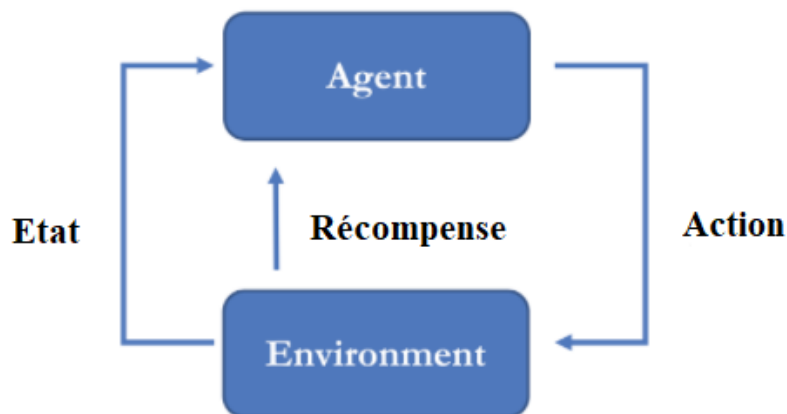 Agent
Etat
Récompense
Action
Environment